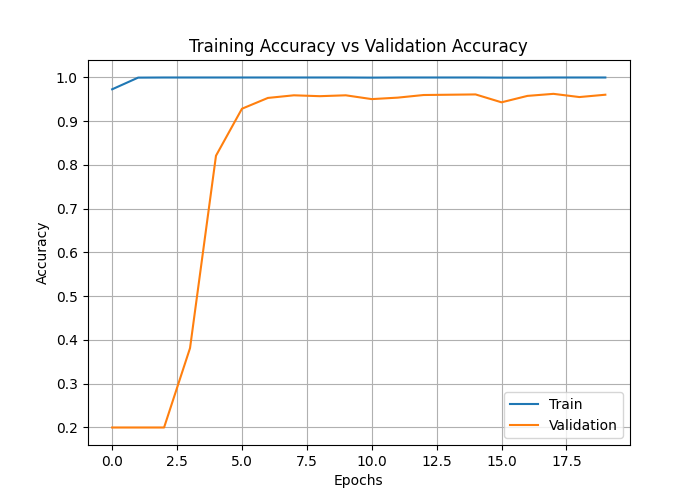 Training Accuracy vs Validation Accuracy
1.0
0.9
0.8
0.7
0.6
0.5
0.4
0.3
0.2
Accuracy
0.0 2.5 5.0 7.5 10.0 12.5 15.0 17.5
Epochs
Train
Validation